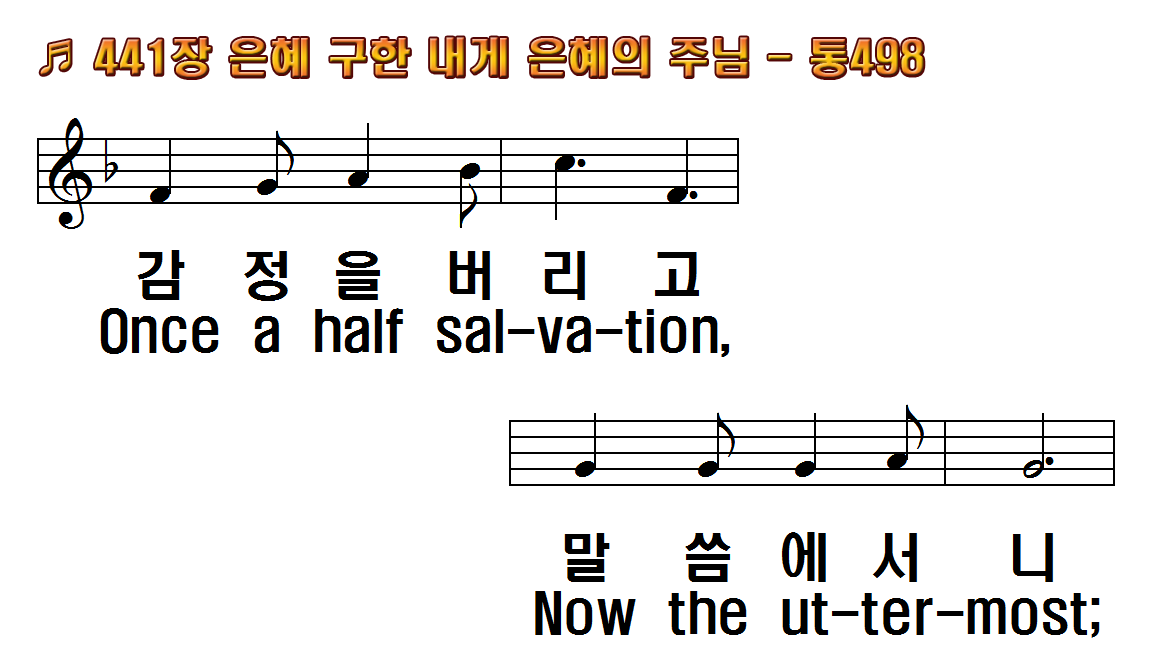 ♬ 441장 은혜 구한 내게 은혜의 주님 - 통498
감 정 을 버 리 고
Once a half sal-va-tion,
말 씀 에 서 니
Now the ut-ter-most;